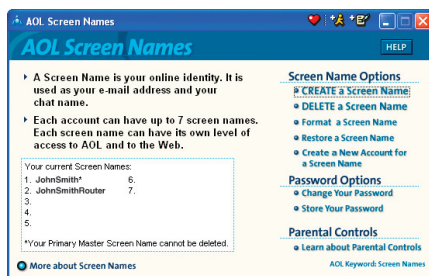 AOL Screen Names
AOL Screen Names
HELP
A Screen Name is your online identity. It is
used as your e-mail address and your
chat name.
Each account can have up to 7 screen names.
Each screen name can have its own level of
access to AOL and to the Web.
Your current Screen Names:
1. JohnSmith* 6.
2. JohnSmithRouter 7.
3.
4.
5.
*Your Primary Master Screen Name cannot be deleted.
More about Screen Names
Screen Name Options
CREATE a Screen Name
DELETE a Screen Name
Format a Screen Name
Restore a Screen Name
Create a New Account for
a Screen Name
Password Options
Change Your Password
Store Your Password
Parental Controls
Learn about Parental Controls
AOL Keyword: Screen Names